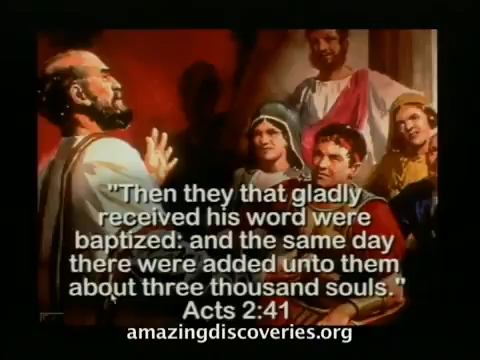 "Then they that gladly
received his word were
baptized: and the same day
there were added unto them
about three thousand souls."
Acts 2:41
amazingdiscoveries.org